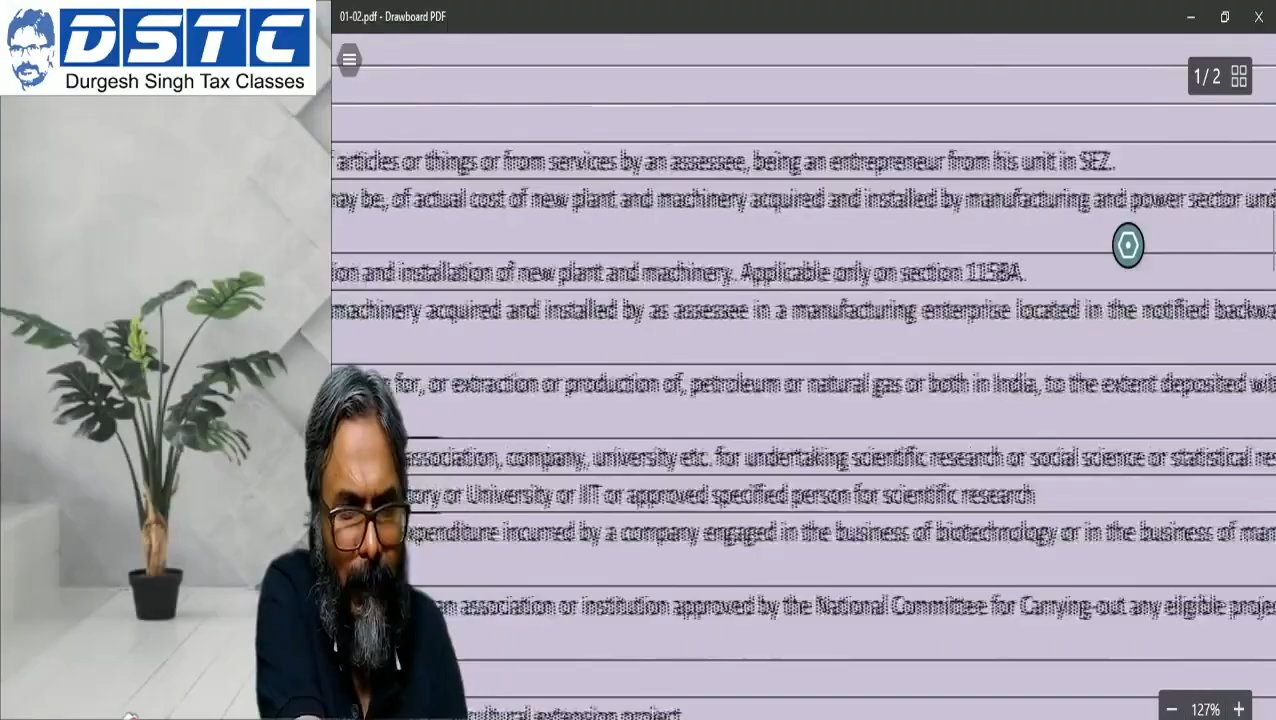 DSTC
Durgesh Singh Tax Classes
01-02.pdf - Drawboard PDF
1/2
articles or things or from services by an assessee, being an entrepreneur from his unit in SEZ.
may be, of actual cost of new plant and machinery acquired and installed by manufacturing and power sector und
ion and installation of new plant and machinery. Applicable only on section 115BA.
machinery acquired and installed by as assessee in a manufacturing enterprise located in the notified backwa
for, or extraction or production of, petroleum or natural gas or both in India, to the extent deposited wit
association, company, university etc. for undertaking scientific research or social science or statistical res
tory or University or IIT or approved specified person for scientific research
xpenditure incurred by a company engaged in the business of biotechnology or in the business of man
an association or institution approved by the National Committee for Carrying-out any eligible proje
cultural extension project
127%